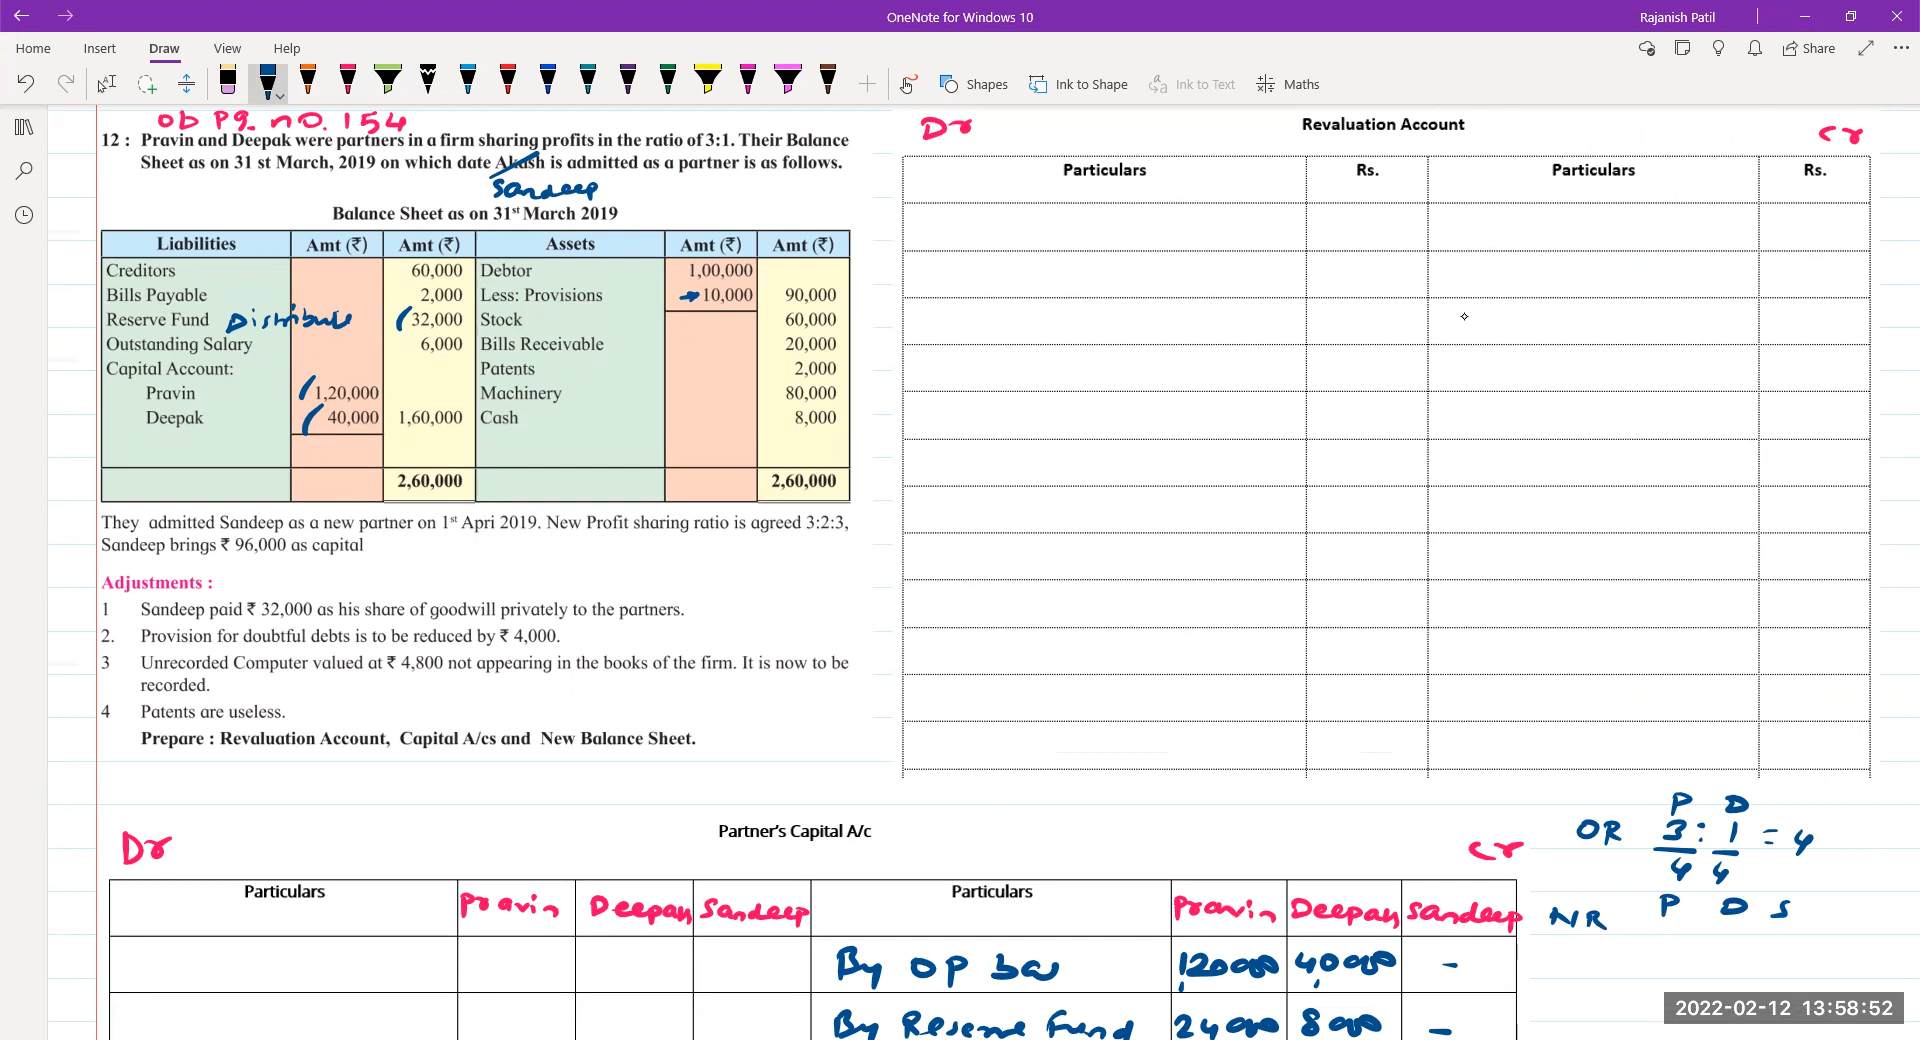 OneNote for Windows 10
Rajanish Patil
Home Insert Draw View Help
Share
Shapes Ink to Shape Ink to Text Maths
ob pg. no. 154
12 : Pravin and Deepak were partners in a firm sharing profits in the ratio of 3:1. Their Balance
Sheet as on 31 st March, 2019 on which date Akash is admitted as a partner is as follows.
Sandeep
Balance Sheet as on 31st March 2019
Liabilities Amt (₹) Amt (₹) Assets Amt (₹) Amt (₹)
Creditors 60,000 Debtor 1,00,000
Bills Payable 2,000 Less: Provisions 10,000 90,000
Reserve Fund Distribute 32,000 Stock 60,000
Outstanding Salary 6,000 Bills Receivable 20,000
Capital Account: Patents 2,000
Pravin 1,20,000 Machinery 80,000
Deepak 40,000 1,60,000 Cash 8,000
2,60,000 2,60,000
They admitted Sandeep as a new partner on 1st Apri 2019. New Profit sharing ratio is agreed 3:2:3,
Sandeep brings ₹ 96,000 as capital
Adjustments :
1 Sandeep paid ₹ 32,000 as his share of goodwill privately to the partners.
2. Provision for doubtful debts is to be reduced by ₹ 4,000.
3 Unrecorded Computer valued at ₹ 4,800 not appearing in the books of the firm. It is now to be
recorded.
4 Patents are useless.
Prepare : Revaluation Account, Capital A/cs and New Balance Sheet.
Dr Revaluation Account Cr
Particulars Rs. Particulars Rs.
P D
OR 3 : 1 = 4
4 4
NR P D S
Dr Partner's Capital A/c Cr
Particulars Pravin Deepak Sandeep Particulars Pravin Deepak Sandeep
By OP bal 120000 40000 -
By Reserve Fund 24000 8000 -
2022-02-12 13:58:52